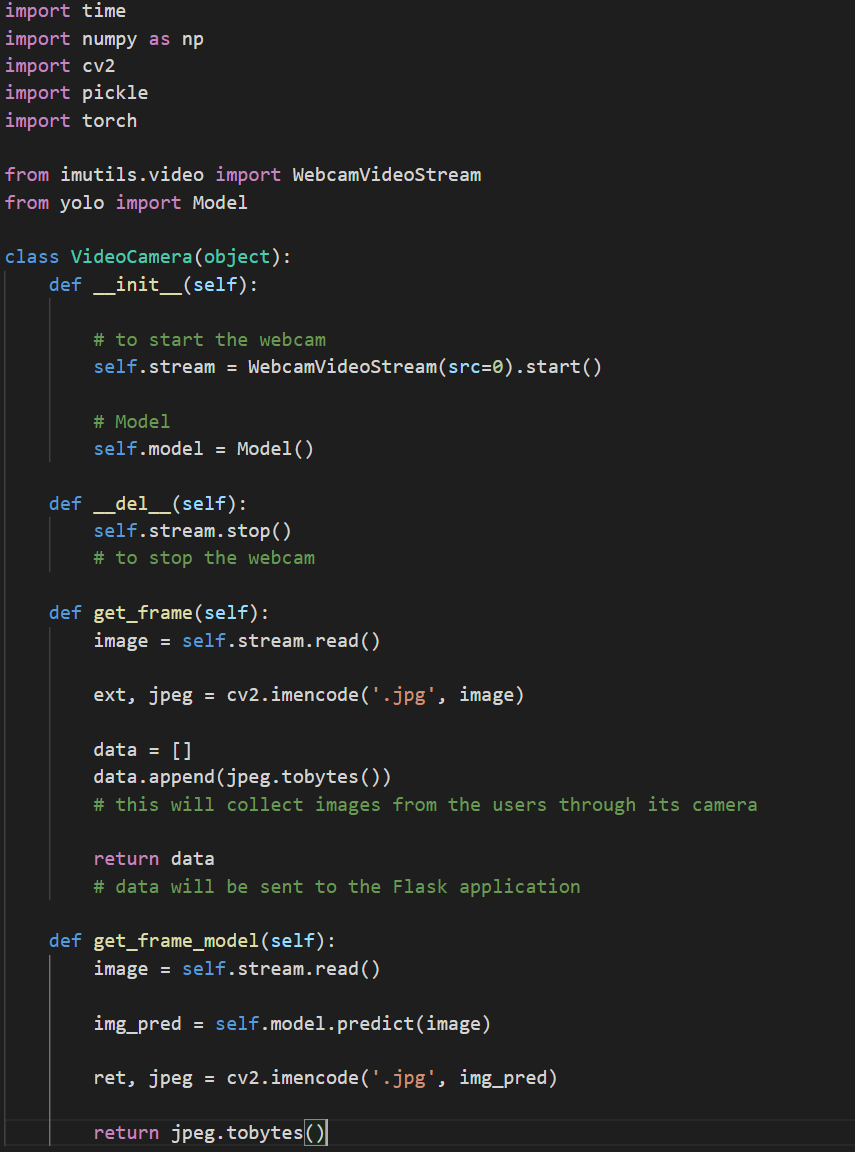 import time
import numpy as np
import cv2
import pickle
import torch

from imutils.video import WebcamVideoStream
from yolo import Model

class VideoCamera(object):
    def __init__(self):

        # to start the webcam
        self.stream = WebcamVideoStream(src=0).start()

        # Model
        self.model = Model()

    def __del__(self):
        self.stream.stop()
        # to stop the webcam

    def get_frame(self):
        image = self.stream.read()

        ext, jpeg = cv2.imencode('.jpg', image)

        data = []
        data.append(jpeg.tobytes())
        # this will collect images from the users through its camera

        return data
        # data will be sent to the Flask application

    def get_frame_model(self):
        image = self.stream.read()

        img_pred = self.model.predict(image)

        ret, jpeg = cv2.imencode('.jpg', img_pred)

        return jpeg.tobytes()